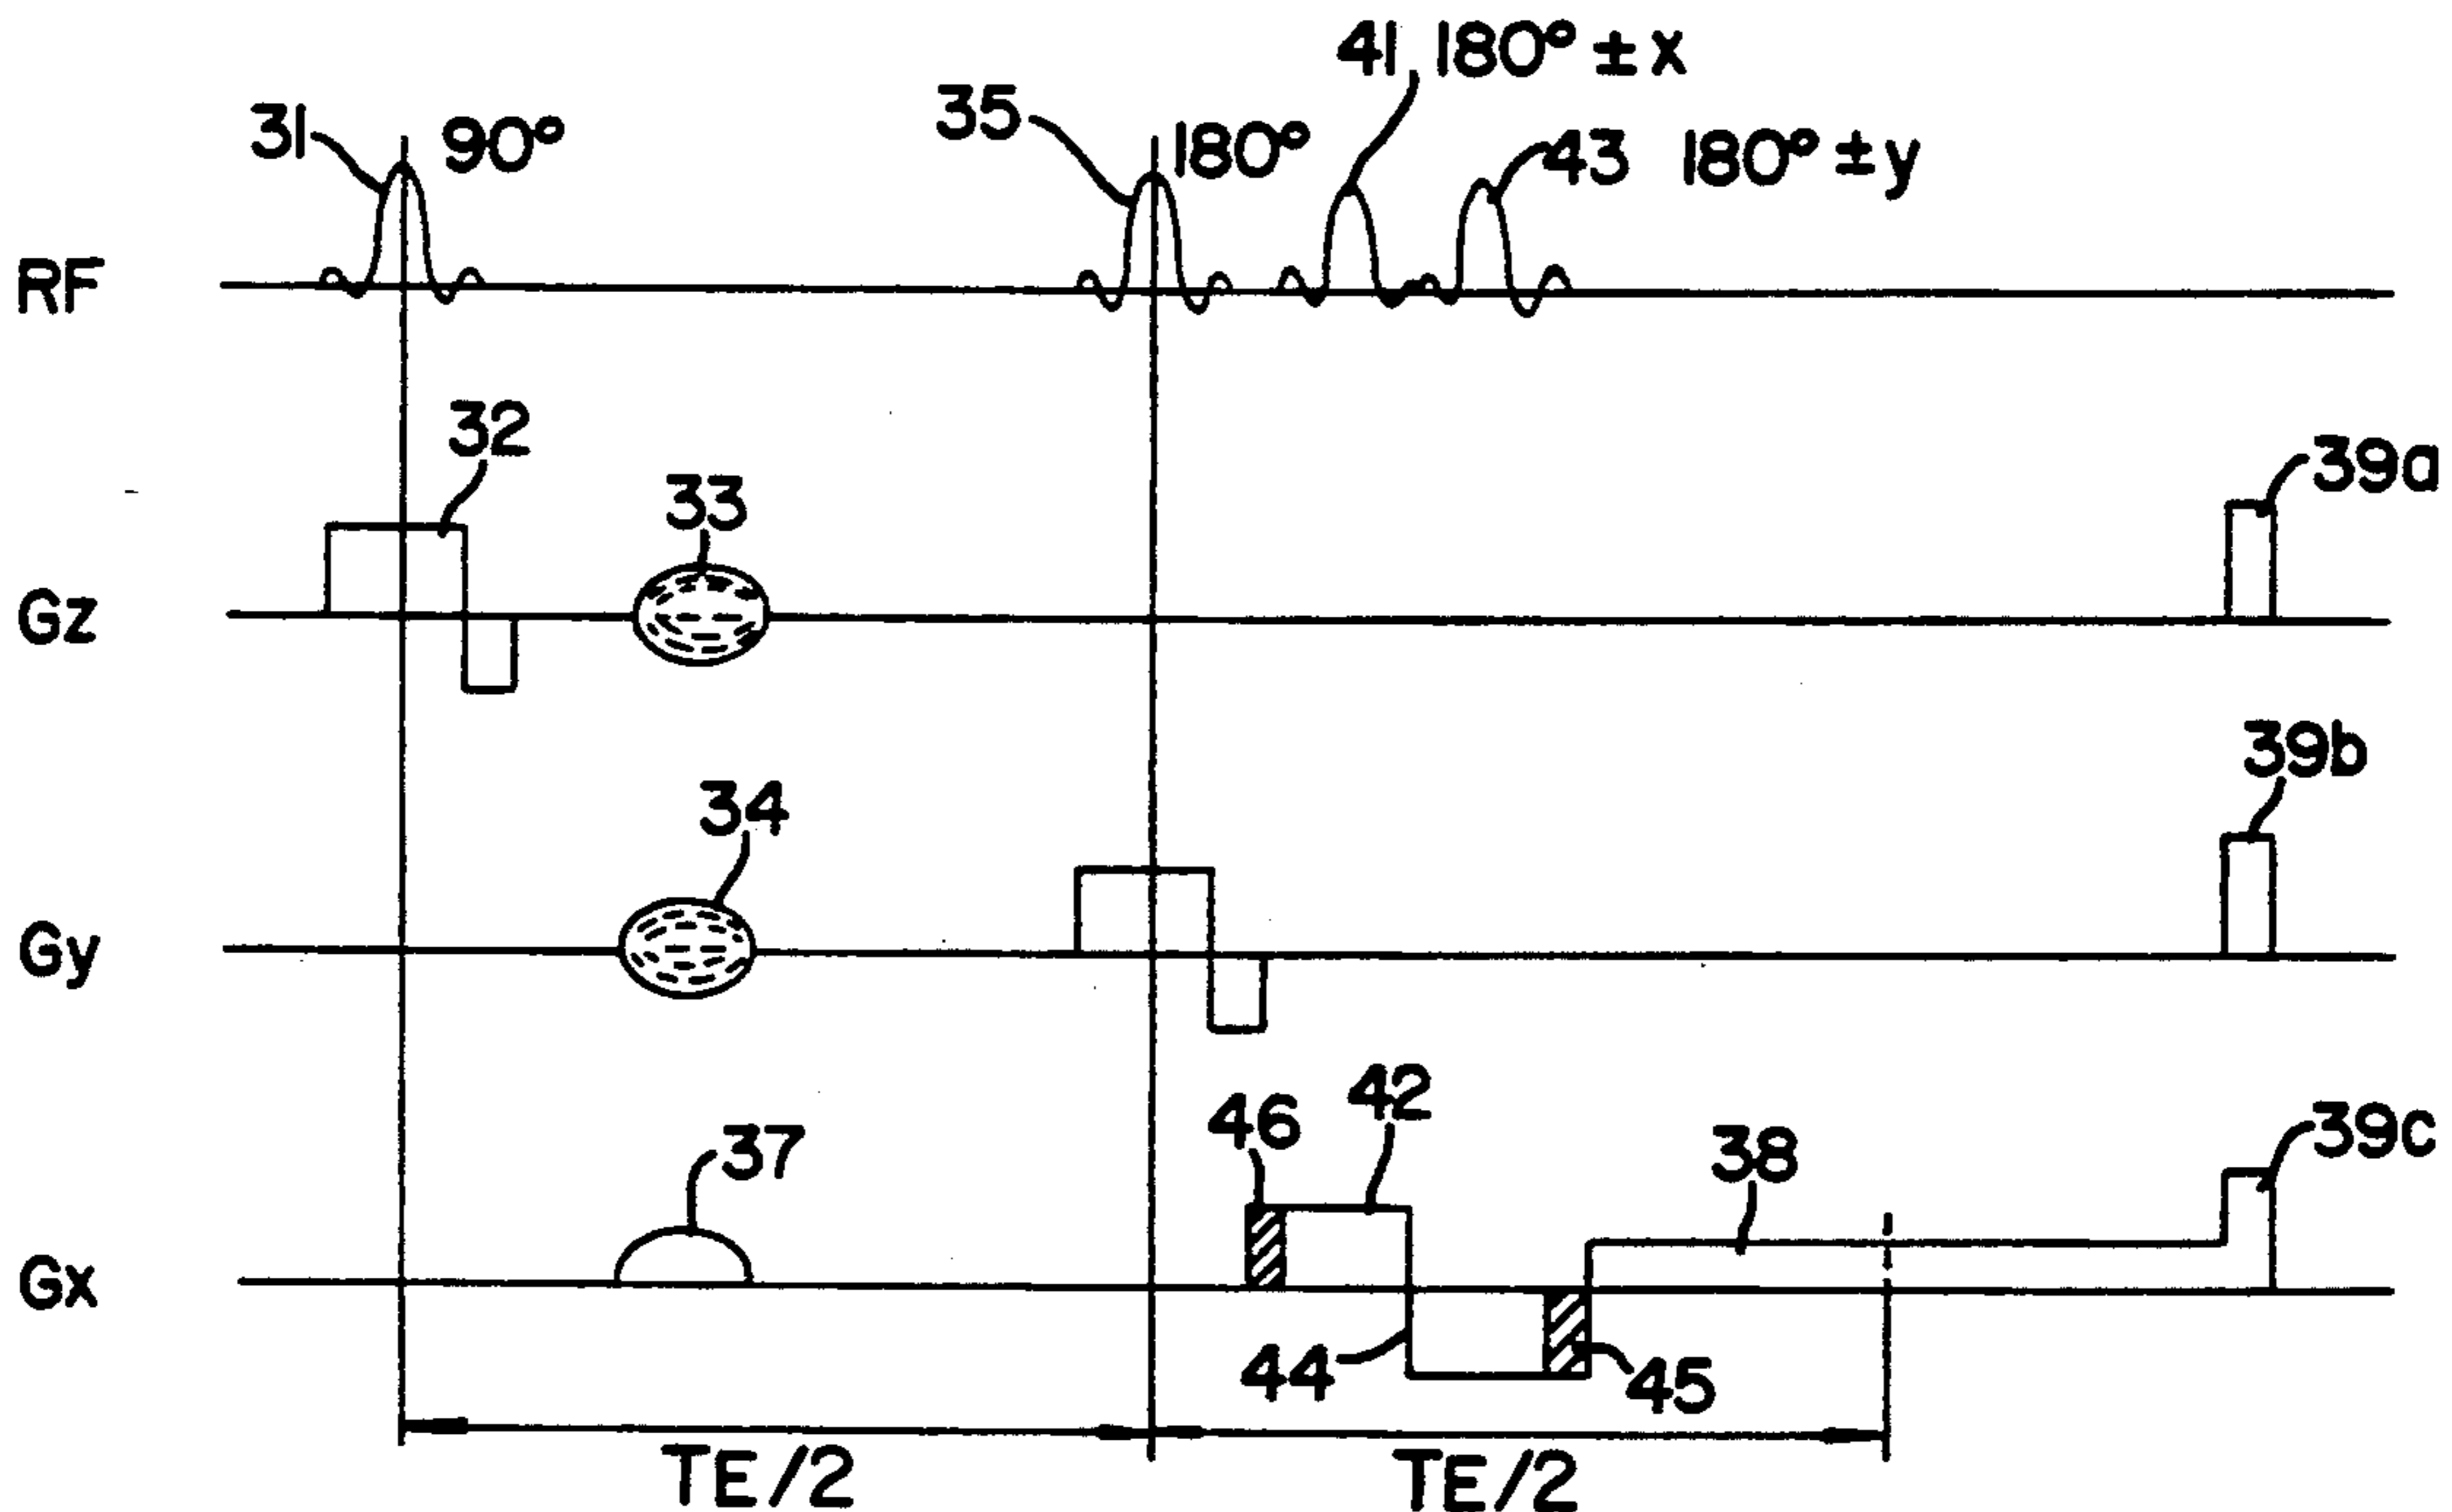 41 180° ± x
31 90° 35 180° 43 180° ± y
RF
32 33 39a
Gz
39b
34
Gy
46 42 38 39c
37
Gx
44 45
TE/2 TE/2